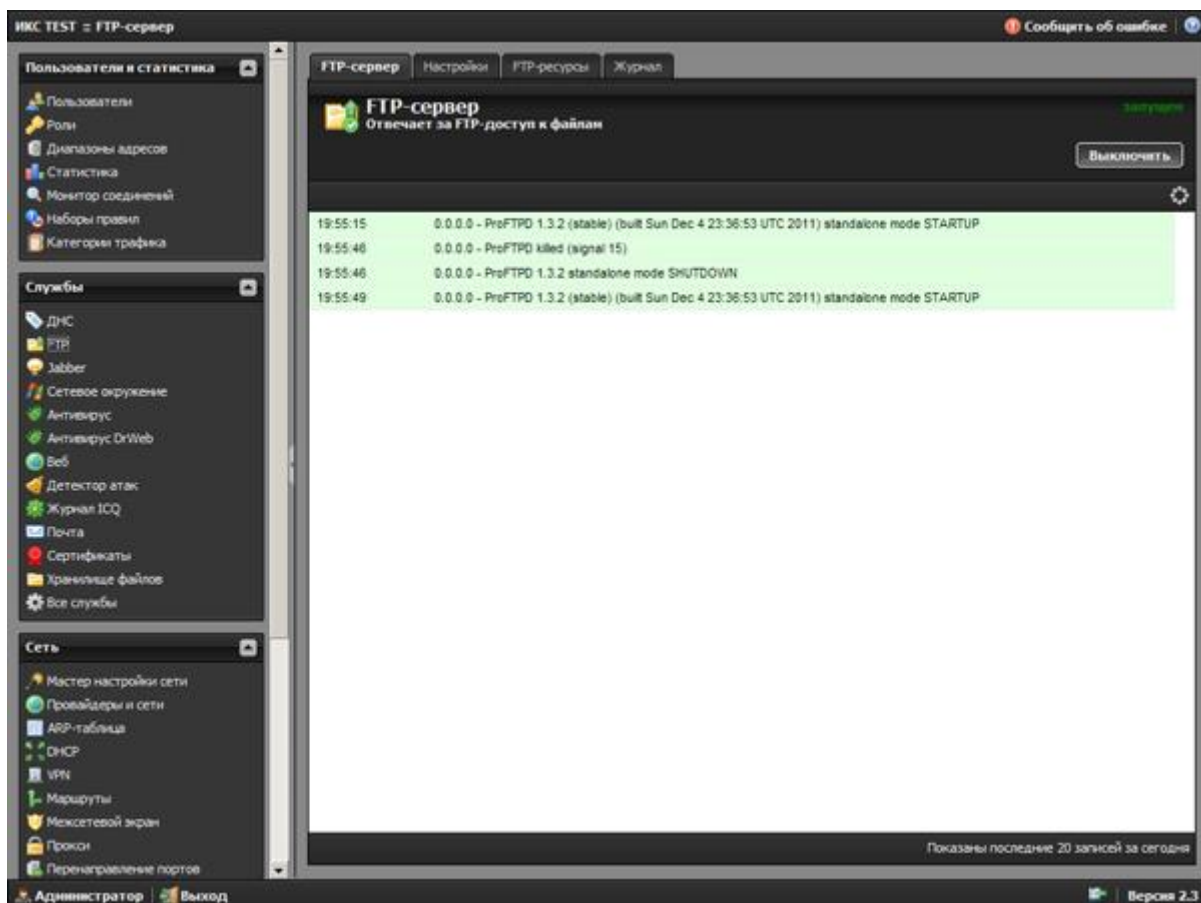 ИКС TEST :: FTP-сервер
Сообщить об ошибке
Пользователи и статистика
Пользователи
Роли
Диапазоны адресов
Статистика
Монитор соединений
Наборы правил
Категории трафика
Службы
ДНС
FTP
Jabber
Сетевое окружение
Антивирус
Антивирус DrWeb
Веб
Детектор атак
Журнал ICQ
Почта
Сертификаты
Хранилище файлов
Все службы
Сеть
Мастер настройки сети
Провайдеры и сети
ARP-таблица
DHCP
VPN
Маршруты
Межсетевой экран
Прокси
Перенаправление портов
FTP-сервер Настройки FTP-ресурсы Журнал
FTP-сервер
запущен
Отвечает за FTP-доступ к файлам
Выключить
19:55:15 0.0.0.0 - ProFTPD 1.3.2 (stable) (built Sun Dec 4 23:36:53 UTC 2011) standalone mode STARTUP
19:55:46 0.0.0.0 - ProFTPD killed (signal 15)
19:55:46 0.0.0.0 - ProFTPD 1.3.2 standalone mode SHUTDOWN
19:55:49 0.0.0.0 - ProFTPD 1.3.2 (stable) (built Sun Dec 4 23:36:53 UTC 2011) standalone mode STARTUP
Показаны последние 20 записей за сегодня
Администратор Выход
Версия 2.3